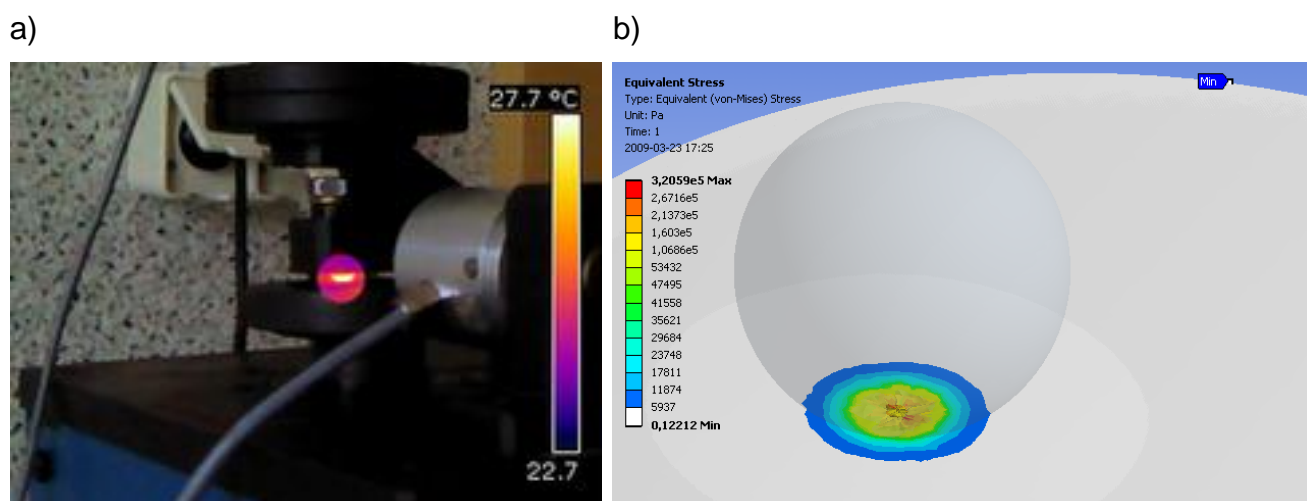 a)
b)
27.7 ºC
22.7
Equivalent Stress
Type: Equivalent (von-Mises) Stress
Unit: Pa
Time: 1
2009-03-23 17:25
Min
3,2059e5 Max
2,6716e5
2,1373e5
1,603e5
1,0686e5
53432
47495
41558
35621
29684
23748
17811
11874
5937
0,12212 Min